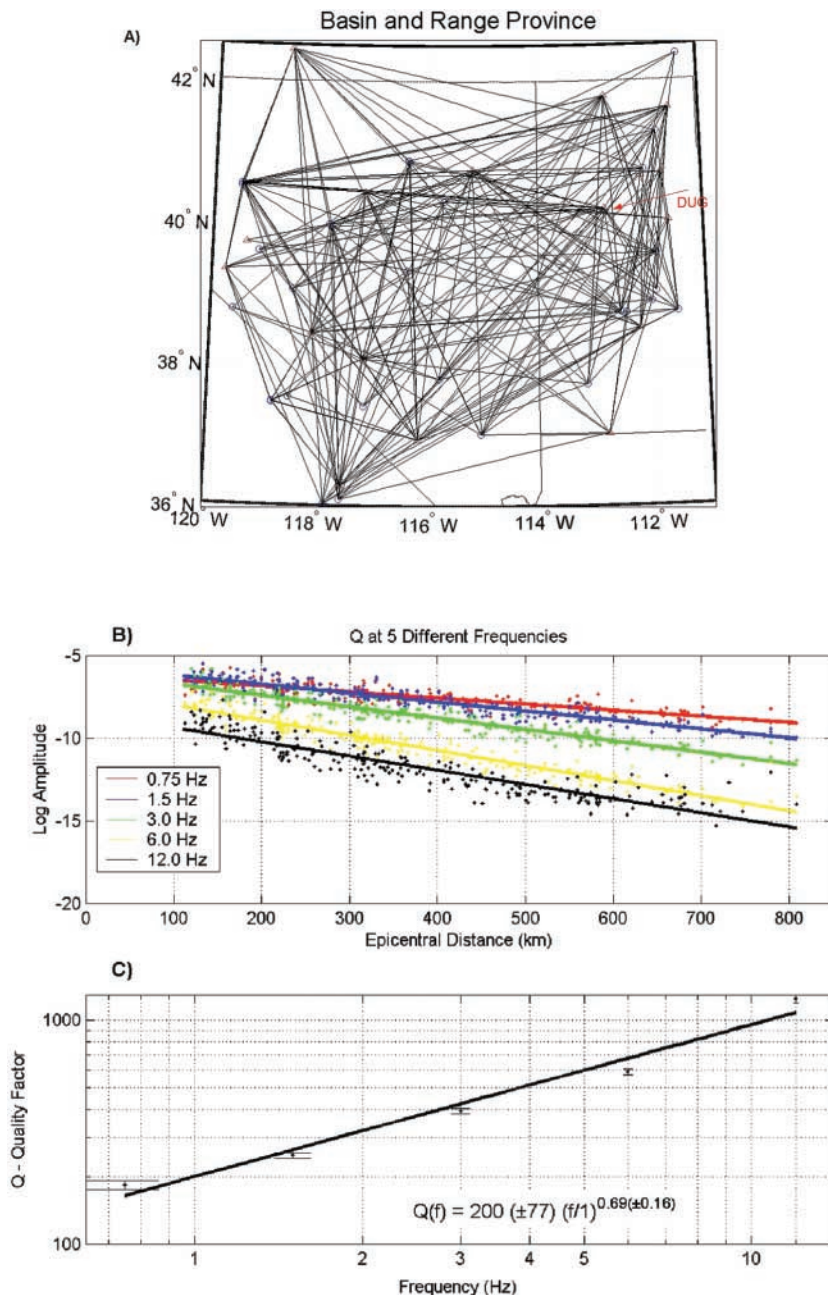 Basin and Range Province
A)
42° N
40° N
38° N
36° N
DUG
120° W
118° W
116° W
114° W
112° W
B)
Q at 5 Different Frequencies
Log Amplitude
-5
-10
-15
-20
0.75 Hz
1.5 Hz
3.0 Hz
6.0 Hz
12.0 Hz
0 100 200 300 400 500 600 700 800
Epicentral Distance (km)
C)
Q - Quality Factor
1000
100
Q(f) = 200 (±77) (f/1)^0.69(±0.16)
1 2 3 4 5 6 10 12
Frequency (Hz)